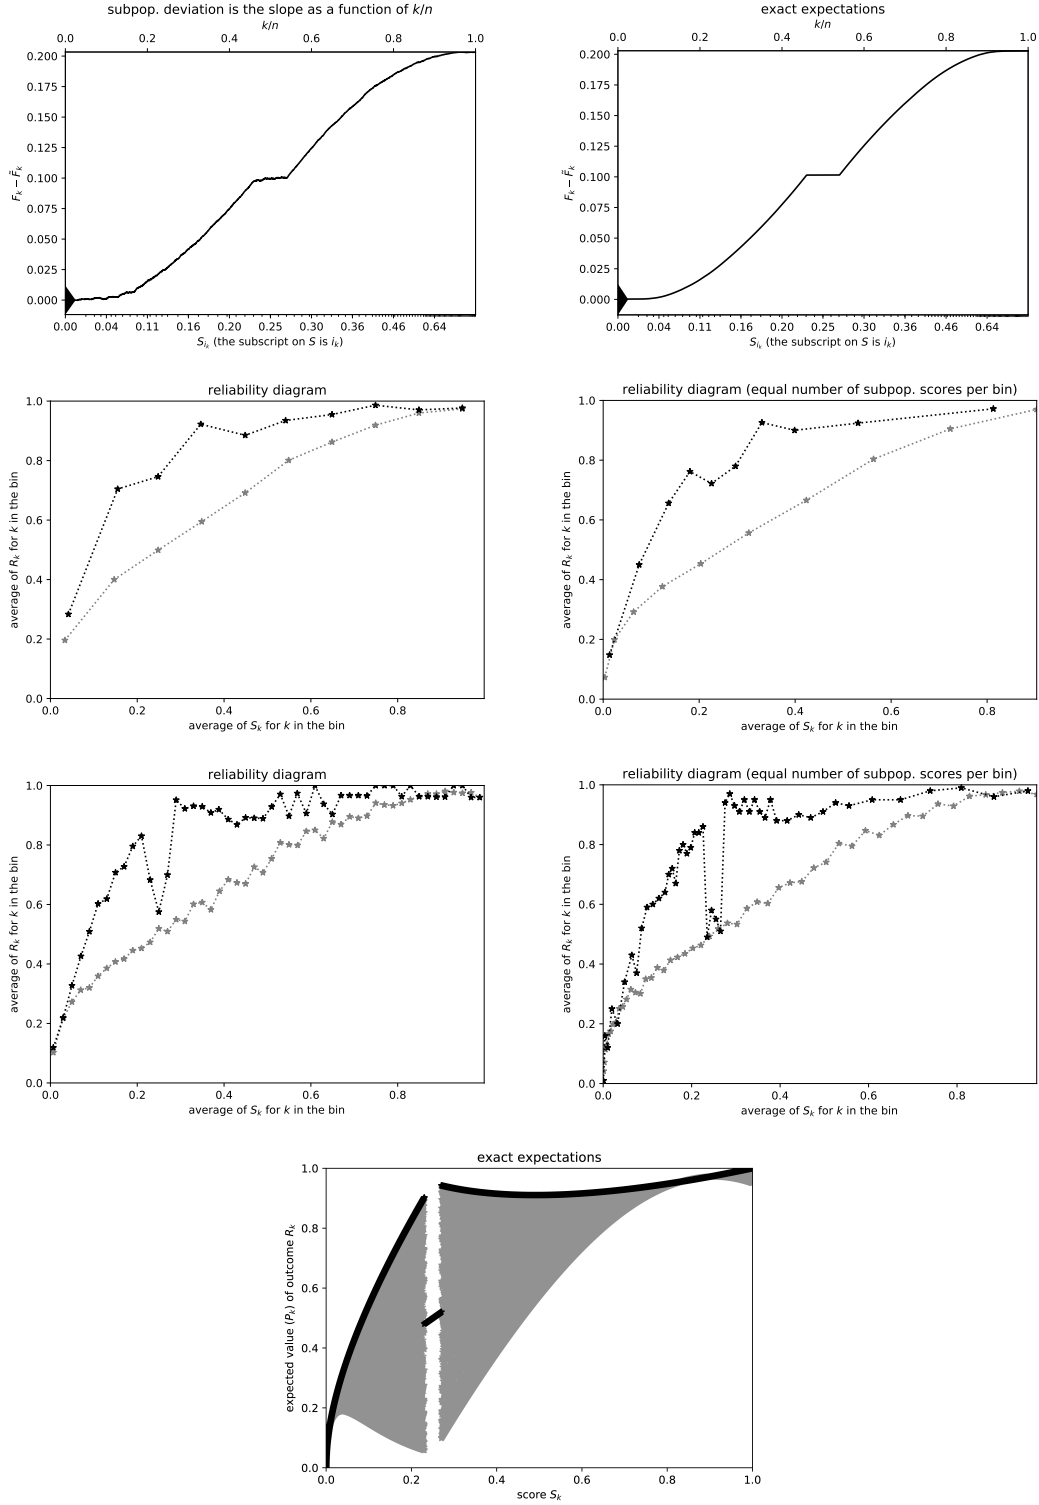 subpop. deviation is the slope as a function of k/n
k/n
0.0 0.2 0.4 0.6 0.8 1.0
0.200
0.175
0.150
0.125
0.100
0.075
0.050
0.025
0.000
F_k − F̃_k
0.00 0.04 0.11 0.16 0.20 0.25 0.30 0.36 0.46 0.64
S_{i_k} (the subscript on S is i_k)
exact expectations
k/n
0.0 0.2 0.4 0.6 0.8 1.0
0.200
0.175
0.150
0.125
0.100
0.075
0.050
0.025
0.000
F_k − F̃_k
0.00 0.04 0.11 0.16 0.20 0.25 0.30 0.36 0.46 0.64
S_{i_k} (the subscript on S is i_k)
reliability diagram
1.0
0.8
0.6
0.4
0.2
0.0
average of R_k for k in the bin
0.0 0.2 0.4 0.6 0.8
average of S_k for k in the bin
reliability diagram (equal number of subpop. scores per bin)
1.0
0.8
0.6
0.4
0.2
0.0
average of R_k for k in the bin
0.0 0.2 0.4 0.6 0.8
average of S_k for k in the bin
reliability diagram
1.0
0.8
0.6
0.4
0.2
0.0
average of R_k for k in the bin
0.0 0.2 0.4 0.6 0.8
average of S_k for k in the bin
reliability diagram (equal number of subpop. scores per bin)
1.0
0.8
0.6
0.4
0.2
0.0
average of R_k for k in the bin
0.0 0.2 0.4 0.6 0.8
average of S_k for k in the bin
exact expectations
1.0
0.8
0.6
0.4
0.2
0.0
expected value (P_k) of outcome R_k
0.0 0.2 0.4 0.6 0.8 1.0
score S_k